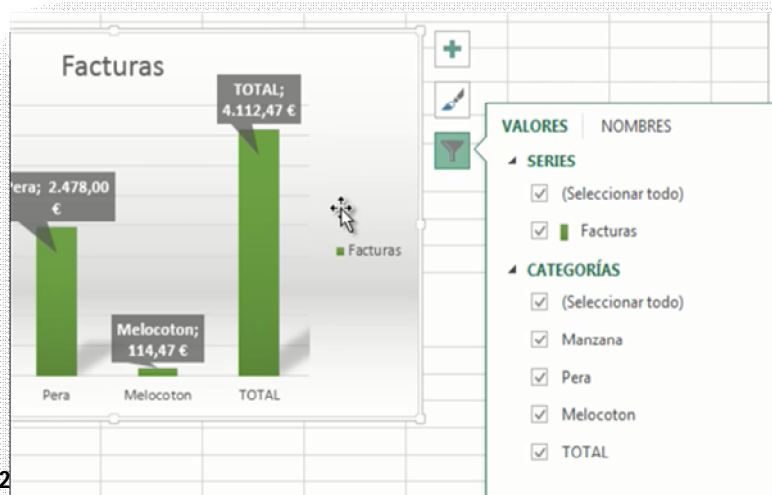 Facturas
TOTAL;
4.112,47 €
era; 2.478,00
€
Melocoton;
114,47 €
Facturas
Pera
Melocoton
TOTAL
VALORES
NOMBRES
SERIES
(Seleccionar todo)
Facturas
CATEGORÍAS
(Seleccionar todo)
Manzana
Pera
Melocoton
TOTAL
2